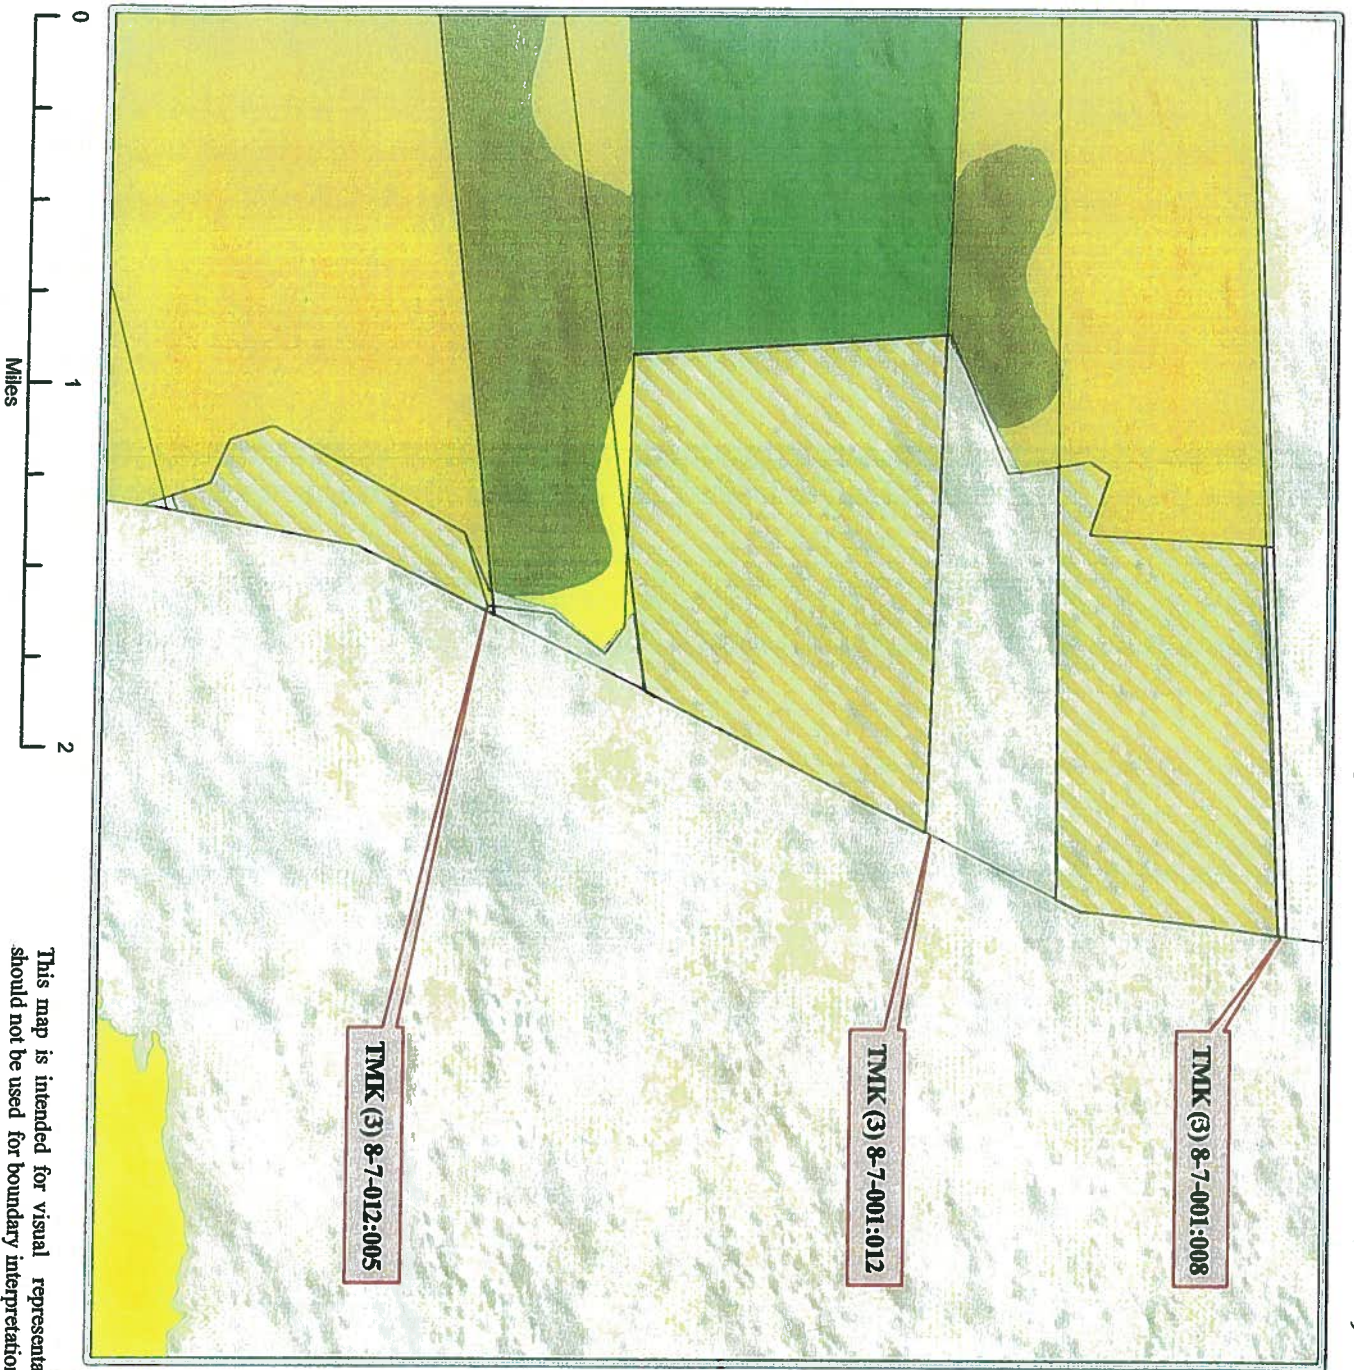 TMK (3) 8-7-001:008
TMK (3) 8-7-001:012
TMK (3) 8-7-012:005
0 1 2
Miles
This map is intended for visual
should not be used for boundary